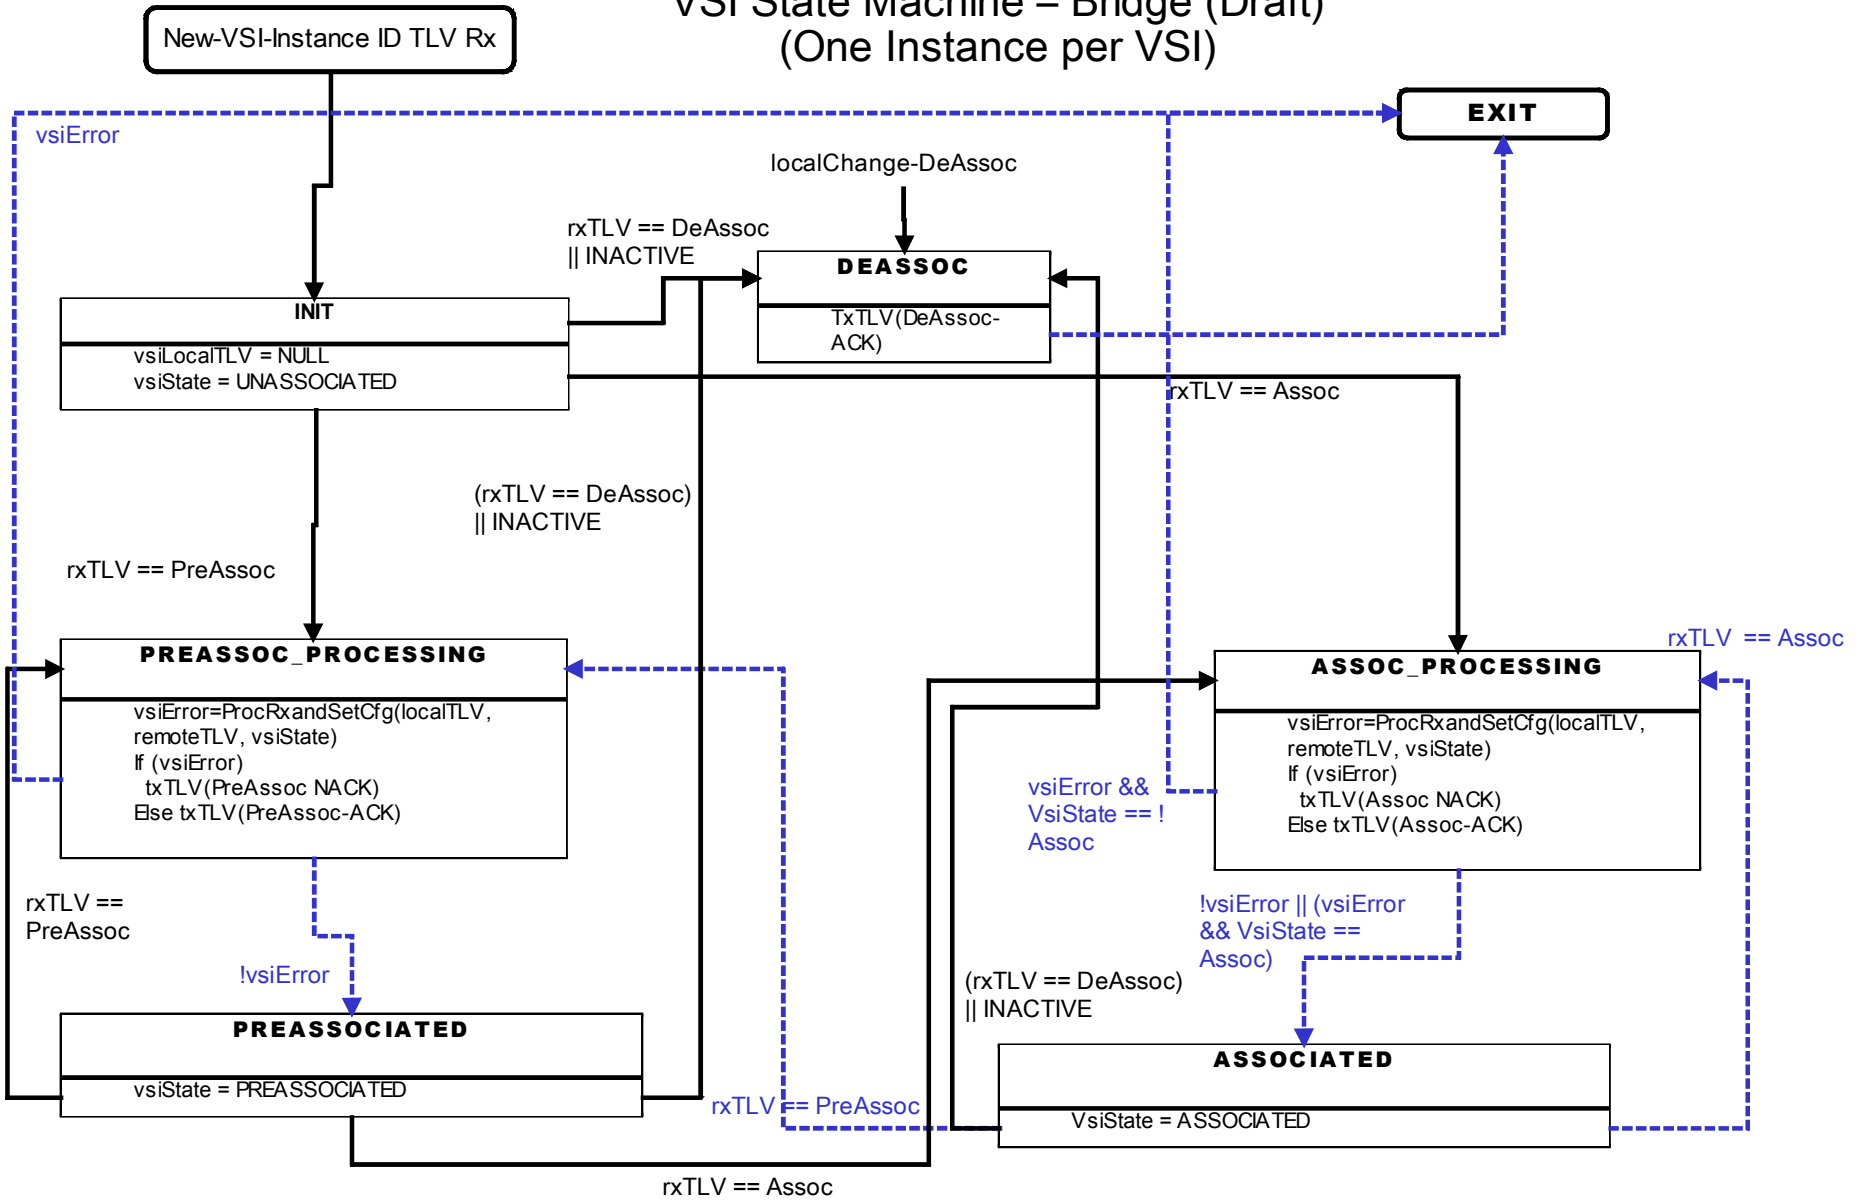 VSI State Machine – Bridge (Draft)
(One Instance per VSI)
New-VSI-Instance ID TLV Rx
EXIT
vsiError
localChange-DeAssoc
rxTLV == DeAssoc
|| INACTIVE
DEASSOC
TxTLV(DeAssoc-
ACK)
INIT
vsiLocalTLV = NULL
vsiState = UNASSOCIATED
rxTLV == Assoc
(rxTLV == DeAssoc)
|| INACTIVE
rxTLV == PreAssoc
rxTLV == Assoc
PREASSOC_PROCESSING
vsiError=ProcRxandSetCfg(localTLV,
remoteTLV, vsiState)
If (vsiError)
txTLV(PreAssoc NACK)
Else txTLV(PreAssoc-ACK)
ASSOC_PROCESSING
vsiError=ProcRxandSetCfg(localTLV,
remoteTLV, vsiState)
If (vsiError)
txTLV(Assoc NACK)
Else txTLV(Assoc-ACK)
vsiError &&
VsiState == !
Assoc
rxTLV ==
PreAssoc
!vsiError || (vsiError
&& VsiState ==
Assoc)
!vsiError
(rxTLV == DeAssoc)
|| INACTIVE
PREASSOCIATED
vsiState = PREASSOCIATED
ASSOCIATED
VsiState = ASSOCIATED
rxTLV == PreAssoc
rxTLV == Assoc